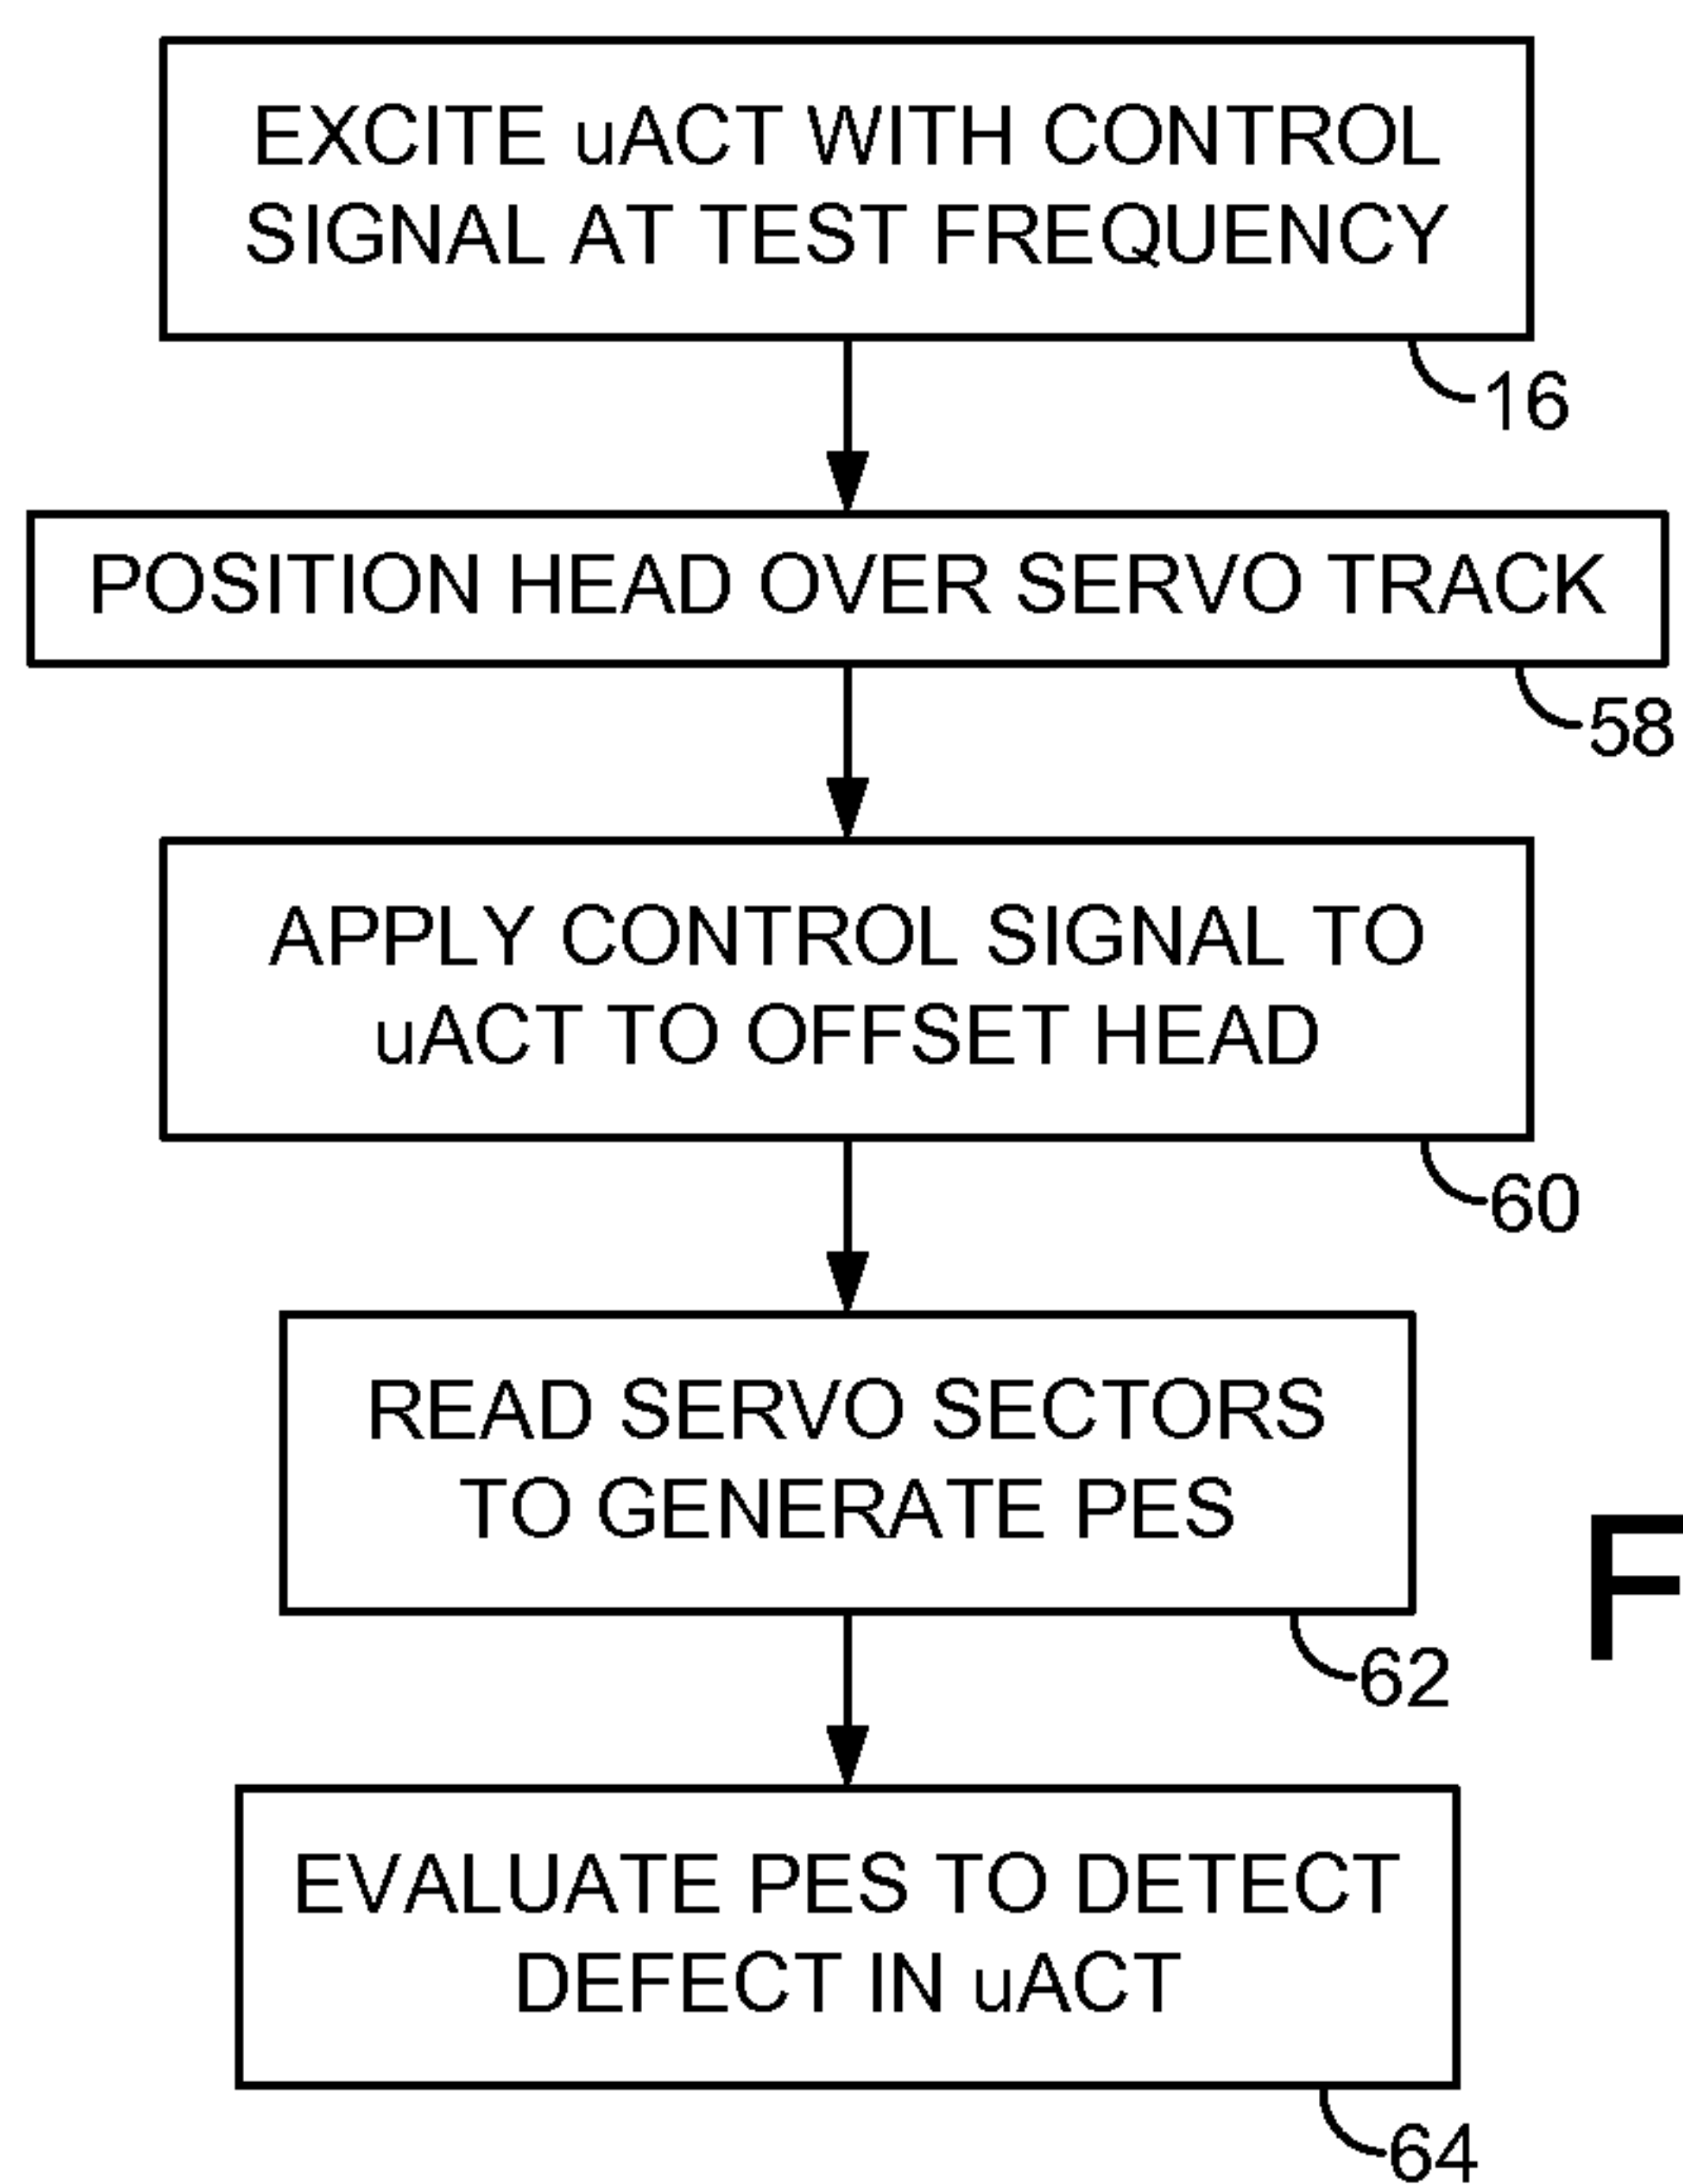 EXCITE uACT WITH CONTROL
SIGNAL AT TEST FREQUENCY
16
POSITION HEAD OVER SERVO TRACK
58
APPLY CONTROL SIGNAL TO
uACT TO OFFSET HEAD
60
READ SERVO SECTORS
TO GENERATE PES
62
F
EVALUATE PES TO DETECT
DEFECT IN uACT
64